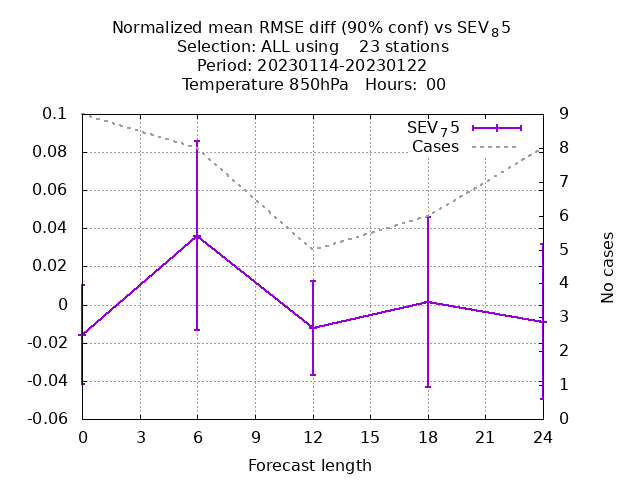 Normalized mean RMSE diff (90% conf) vs SEV₈5
Selection: ALL using    23 stations
Period: 20230114-20230122
Temperature 850hPa   Hours:  00
SEV₇5
Cases
0.1
0.08
0.06
0.04
0.02
0
-0.02
-0.04
-0.06
9
8
7
6
5
4
3
2
1
0
No cases
0 3 6 9 12 15 18 21 24
Forecast length